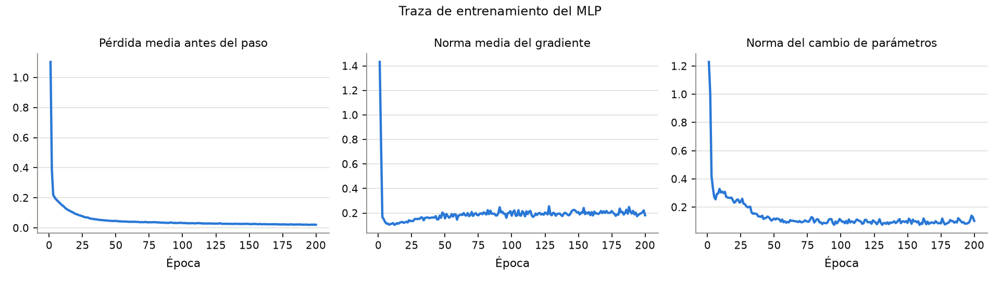 Traza de entrenamiento del MLP
Pérdida media antes del paso
1.0
0.8
0.6
0.4
0.2
0.0
0 25 50 75 100 125 150 175 200
Época
Norma media del gradiente
1.4
1.2
1.0
0.8
0.6
0.4
0.2
0 25 50 75 100 125 150 175 200
Época
Norma del cambio de parámetros
1.2
1.0
0.8
0.6
0.4
0.2
0 25 50 75 100 125 150 175 200
Época